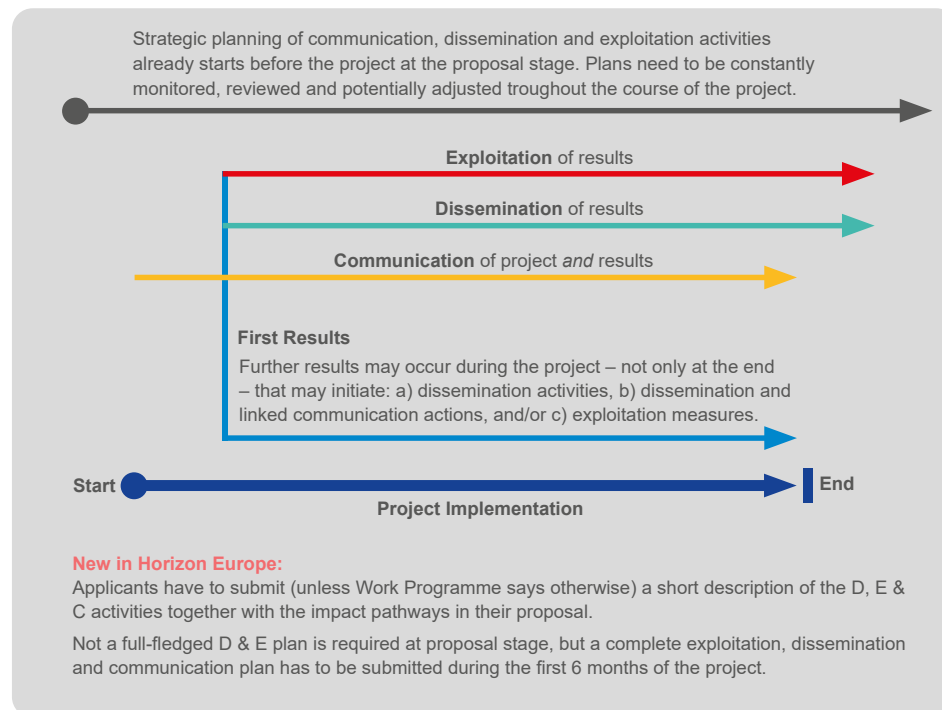 Strategic planning of communication, dissemination and exploitation activities
already starts before the project at the proposal stage. Plans need to be constantly
monitored, reviewed and potentially adjusted troughout the course of the project.
Exploitation of results
Dissemination of results
Communication of project and results
First Results
Further results may occur during the project – not only at the end
– that may initiate: a) dissemination activities, b) dissemination and
linked communication actions, and/or c) exploitation measures.
Start
End
Project Implementation
New in Horizon Europe:
Applicants have to submit (unless Work Programme says otherwise) a short description of the D, E &
C activities together with the impact pathways in their proposal.
Not a full-fledged D & E plan is required at proposal stage, but a complete exploitation, dissemination
and communication plan has to be submitted during the first 6 months of the project.